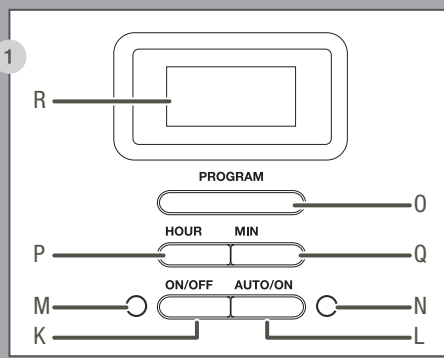 1
R
PROGRAM
O
HOUR MIN
P Q
ON/OFF AUTO/ON
M N
K L